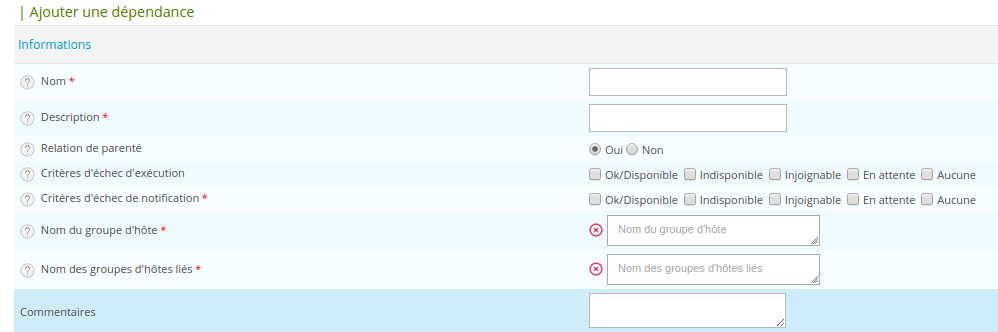 Ajouter une dépendance
Informations
? Nom *
? Description *
? Relation de parenté Oui Non
? Critères d'échec d'exécution Ok/Disponible Indisponible Injoignable En attente Aucune
? Critères d'échec de notification * Ok/Disponible Indisponible Injoignable En attente Aucune
? Nom du groupe d'hôte * Nom du groupe d'hôte
? Nom des groupes d'hôtes liés * Nom des groupes d'hôtes liés
Commentaires